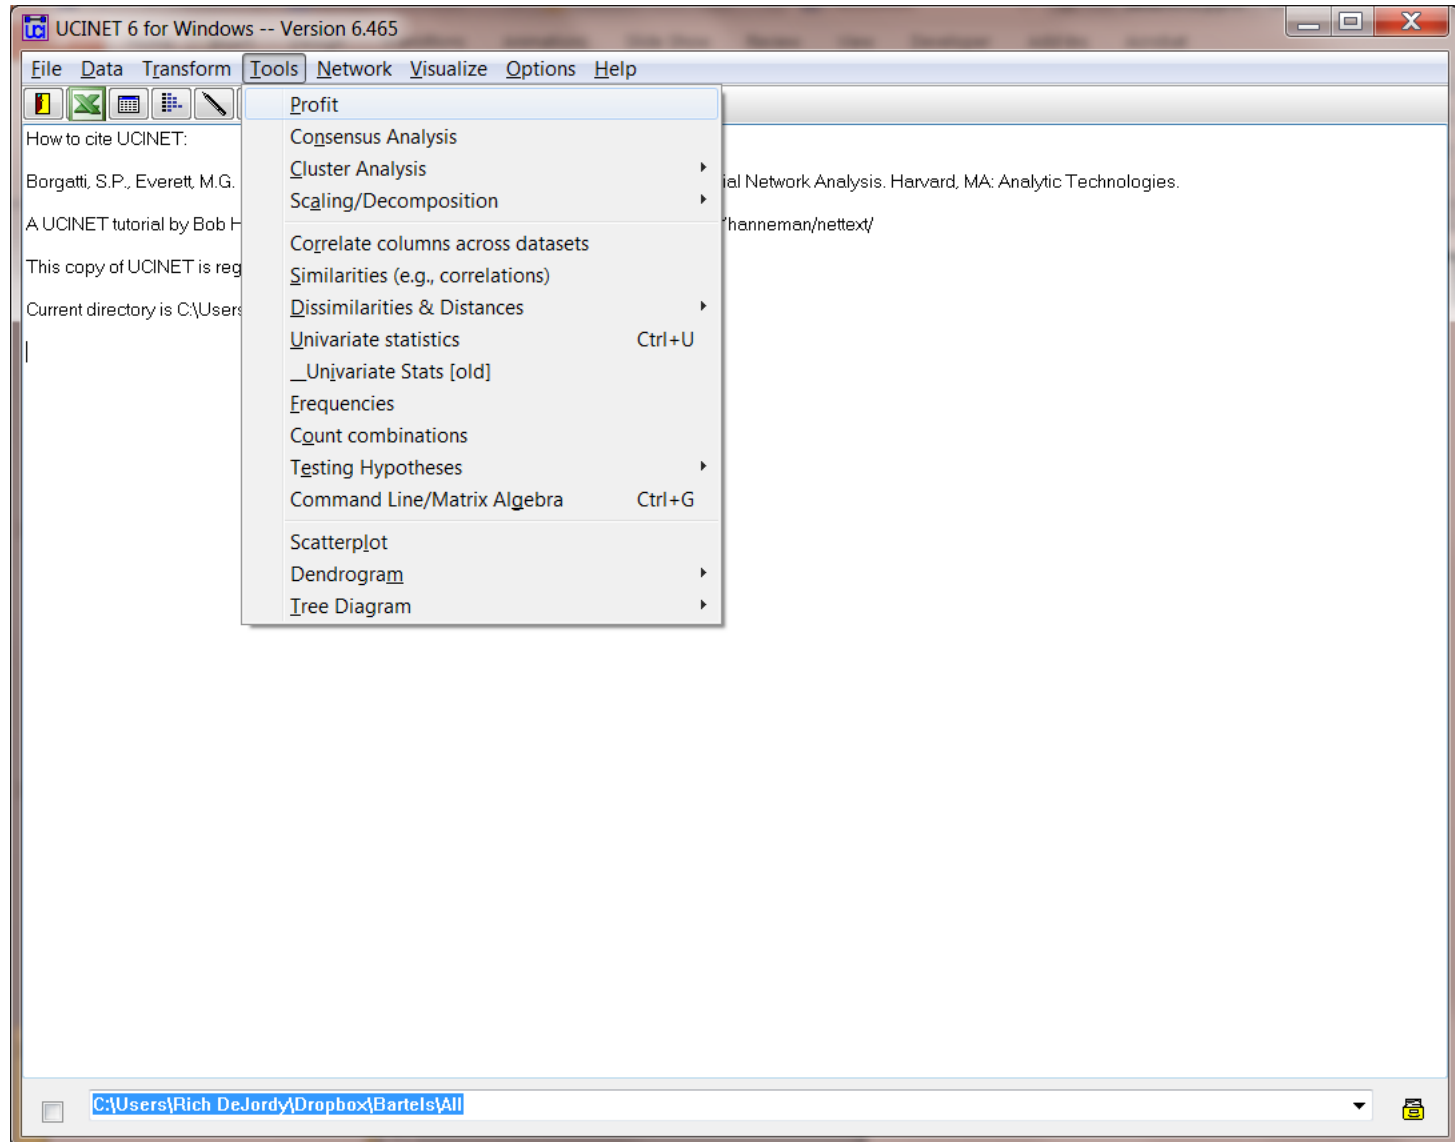 UCINET 6 for Windows -- Version 6.465
File Data Transform Tools Network Visualize Options Help
How to cite UCINET:
Borgatti, S.P., Everett, M.G. ial Network Analysis. Harvard, MA: Analytic Technologies.
A UCINET tutorial by Bob H hanneman/nettext/
This copy of UCINET is reg
Current directory is C:\Users
Profit
Consensus Analysis
Cluster Analysis
Scaling/Decomposition
Correlate columns across datasets
Similarities (e.g., correlations)
Dissimilarities & Distances
Univariate statistics Ctrl+U
__Univariate Stats [old]
Frequencies
Count combinations
Testing Hypotheses
Command Line/Matrix Algebra Ctrl+G
Scatterplot
Dendrogram
Tree Diagram
C:\Users\Rich DeJordy\Dropbox\Bartels\All